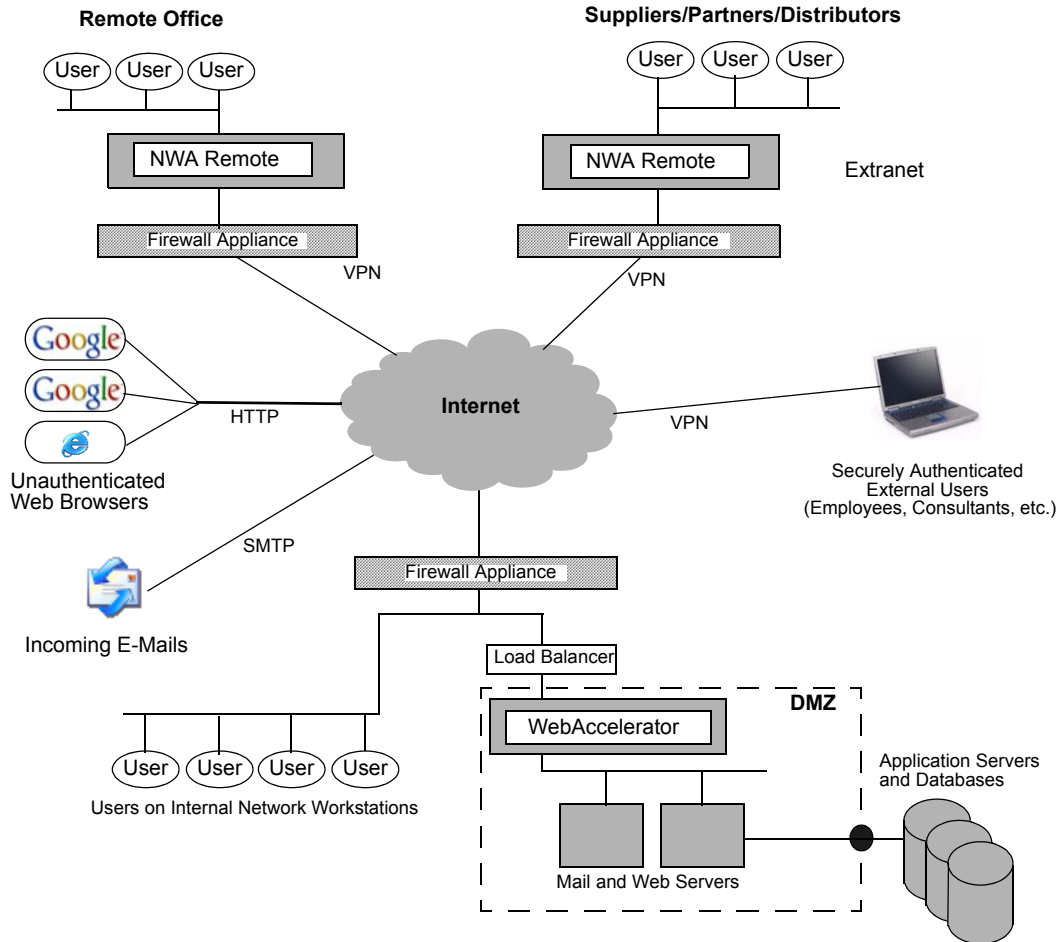 Remote Office
Suppliers/Partners/Distributors
User User User
User User User
NWA Remote
NWA Remote
Extranet
Firewall Appliance
Firewall Appliance
VPN
VPN
Google
Google
HTTP
Internet
VPN
Unauthenticated
Web Browsers
Securely Authenticated
External Users
(Employees, Consultants, etc.)
SMTP
Firewall Appliance
Incoming E-Mails
Load Balancer
DMZ
WebAccelerator
User User User User
Users on Internal Network Workstations
Application Servers
and Databases
Mail and Web Servers